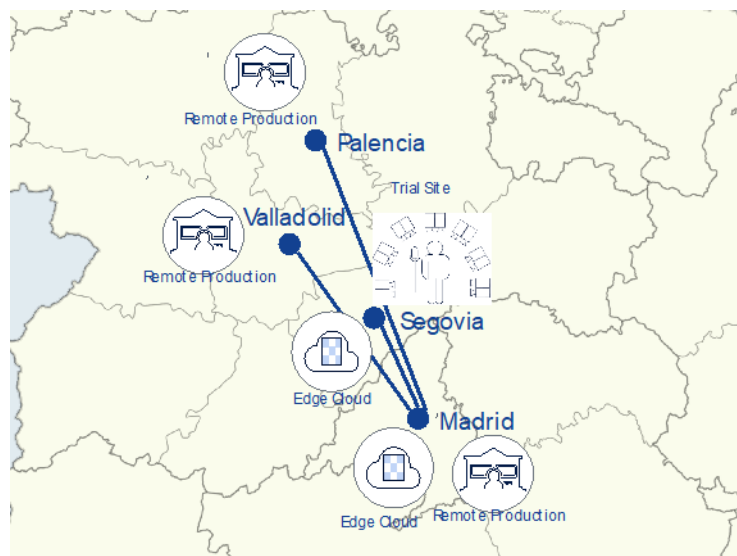 Remote Production
Palencia
Trial Site
Valladolid
Remote Production
Segovia
Edge Cloud
Madrid
Edge Cloud
Remote Production